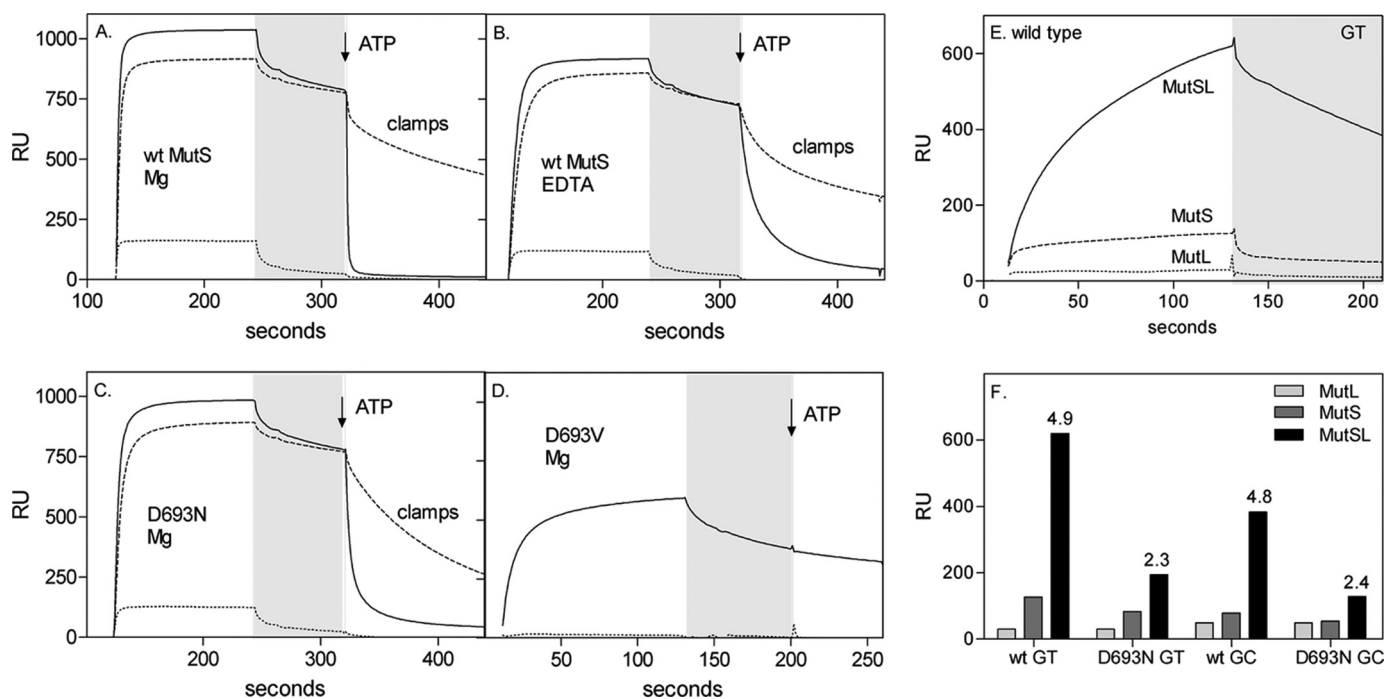 A.
ATP
clamps
wt MutS
Mg
1000
750
500
250
0
RU
100
200
300
400
seconds
B.
ATP
clamps
wt MutS
EDTA
200
300
400
seconds
E. wild type
GT
MutSL
MutS
MutL
600
400
200
0
RU
0
50
100
150
200
seconds
C.
ATP
clamps
D693N
Mg
1000
750
500
250
0
RU
200
300
400
seconds
D.
ATP
D693V
Mg
50
100
150
200
250
seconds
F.
MutL
MutS
MutSL
4.9
2.3
4.8
2.4
600
400
200
0
RU
wt GT
D693N GT
wt GC
D693N GC